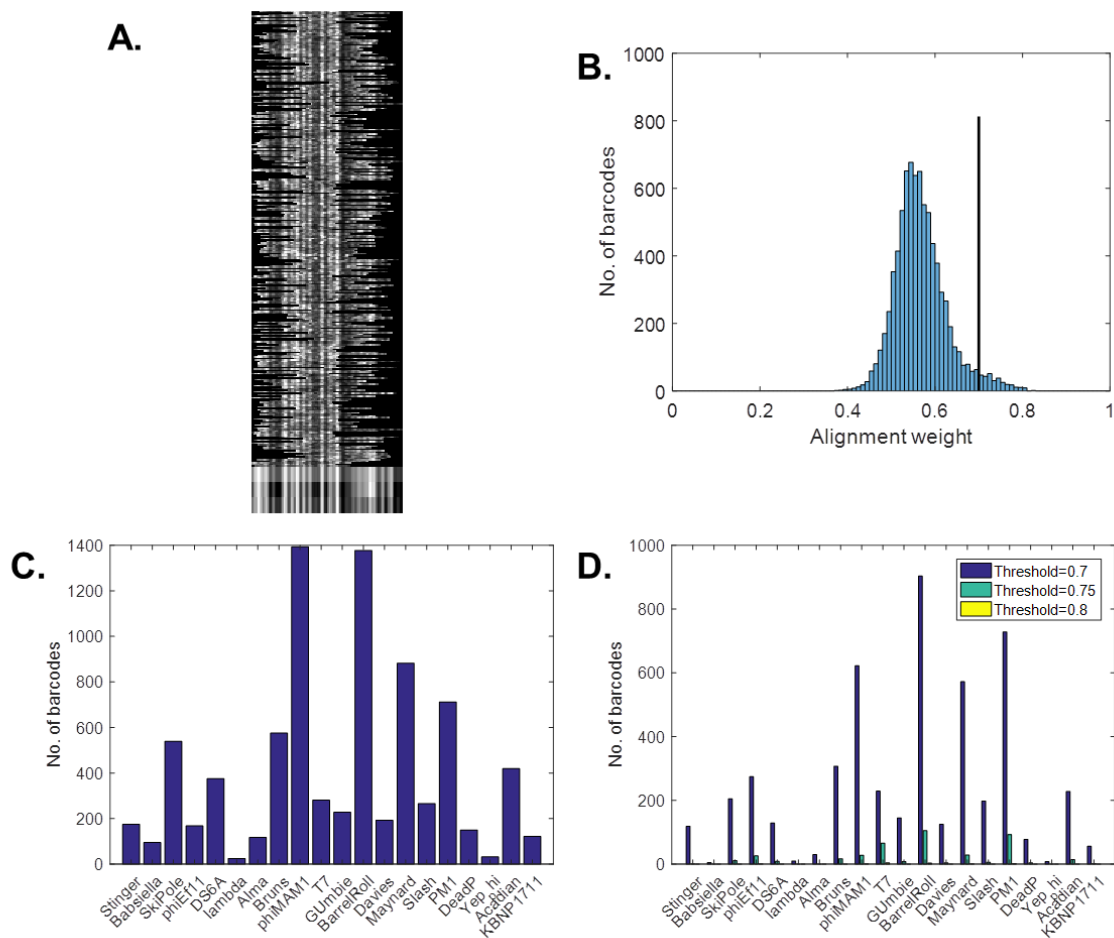 A.
B.
1000
800
600
400
200
0
No. of barcodes
0 0.2 0.4 0.6 0.8 1
Alignment weight
C.
1400
1200
1000
800
600
400
200
0
No. of barcodes
Stinger
Babsiella
SkiPole
phiEf11
DS6A
lambda
Alma
Bruns
phiMAM1
T7
GUmbie
BarrelRoll
Davies
Maynard
Slash
PM1
DeadP
Yep hi
Acadian
KBNP1711
D.
1000
800
600
400
200
0
No. of barcodes
Threshold=0.7
Threshold=0.75
Threshold=0.8
Stinger
Babsiella
SkiPole
phiEf11
DS6A
lambda
Alma
Bruns
phiMAM1
T7
GUmbie
BarrelRoll
Davies
Maynard
Slash
PM1
DeadP
Yep hi
Acadian
KBNP1711